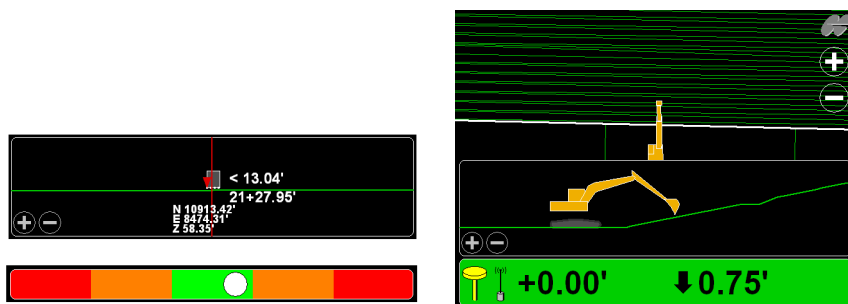 < 13.04'
21+27.95'
N 10913.42'
E 8474.31'
Z 58.35'
+0.00' 0.75'